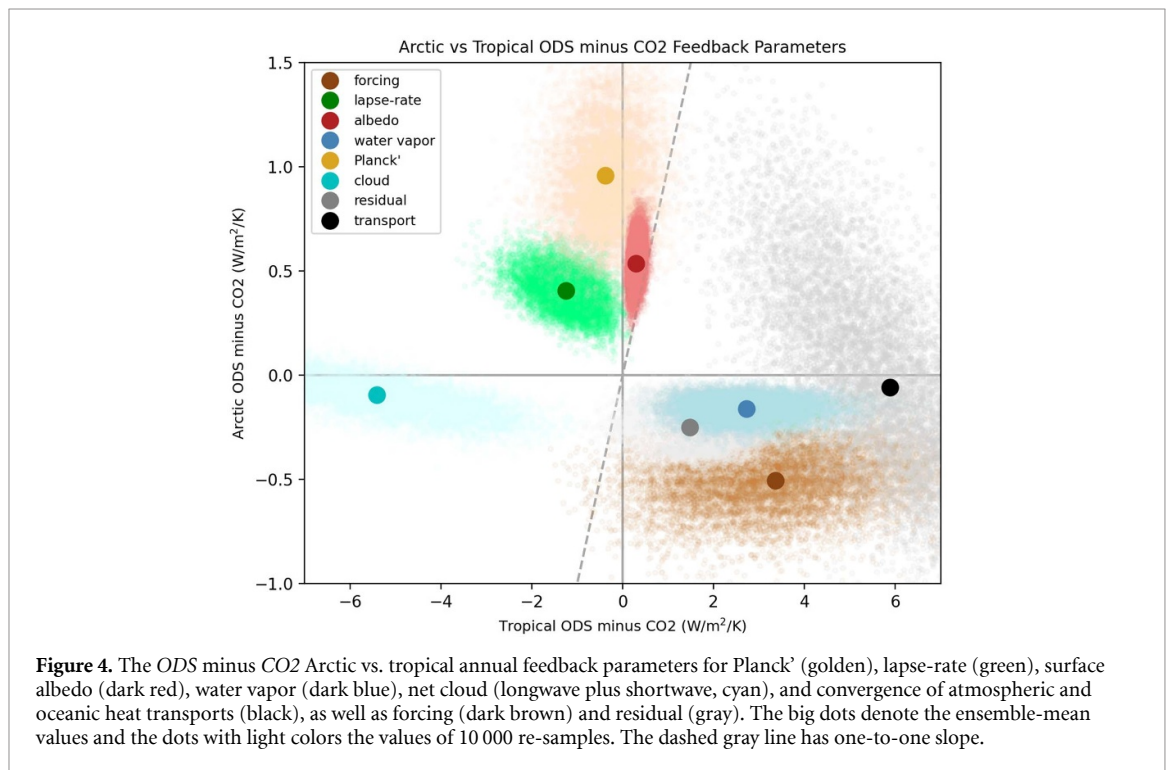 Arctic vs Tropical ODS minus CO2 Feedback Parameters
1.5
1.0
0.5
0.0
−0.5
−1.0
Arctic ODS minus CO2 (W/m²/K)
forcing
lapse-rate
albedo
water vapor
Planck'
cloud
residual
transport
−6
−4
−2
0
2
4
6
Tropical ODS minus CO2 (W/m²/K)
Figure 4. The ODS minus CO2 Arctic vs. tropical annual feedback parameters for Planck’ (golden), lapse-rate (green), surface
albedo (dark red), water vapor (dark blue), net cloud (longwave plus shortwave, cyan), and convergence of atmospheric and
oceanic heat transports (black), as well as forcing (dark brown) and residual (gray). The big dots denote the ensemble-mean
values and the dots with light colors the values of 10 000 re-samples. The dashed gray line has one-to-one slope.